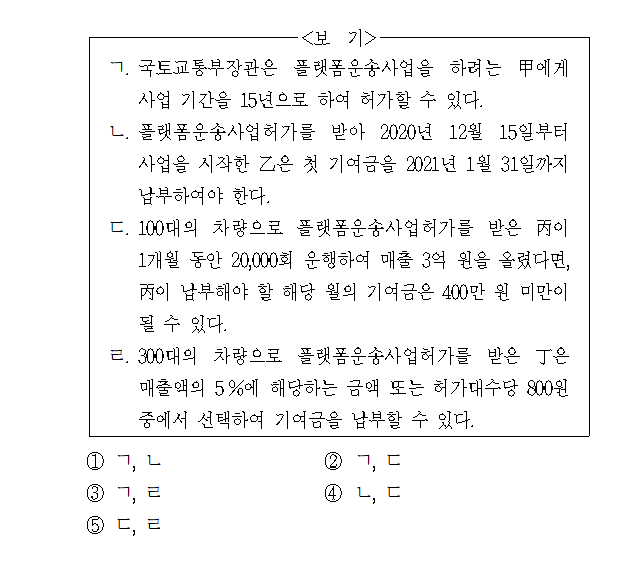 <보 기>
ㄱ. 국토교통부장관은 플랫폼운송사업을 하려는 甲에게
사업 기간을 15년으로 하여 허가할 수 있다.
ㄴ. 플랫폼운송사업허가를 받아 2020년 12월 15일부터
사업을 시작한 乙은 첫 기여금을 2021년 1월 31일까지
납부하여야 한다.
ㄷ. 100대의 차량으로 플랫폼운송사업허가를 받은 丙이
1개월 동안 20,000회 운행하여 매출 3억 원을 올렸다면,
丙이 납부해야 할 해당 월의 기여금은 400만 원 미만이
될 수 있다.
ㄹ. 300대의 차량으로 플랫폼운송사업허가를 받은 丁은
매출액의 5%에 해당하는 금액 또는 허가대수당 800원
중에서 선택하여 기여금을 납부할 수 있다.
① ㄱ, ㄴ ② ㄱ, ㄷ
③ ㄱ, ㄹ ④ ㄴ, ㄷ
⑤ ㄷ, ㄹ